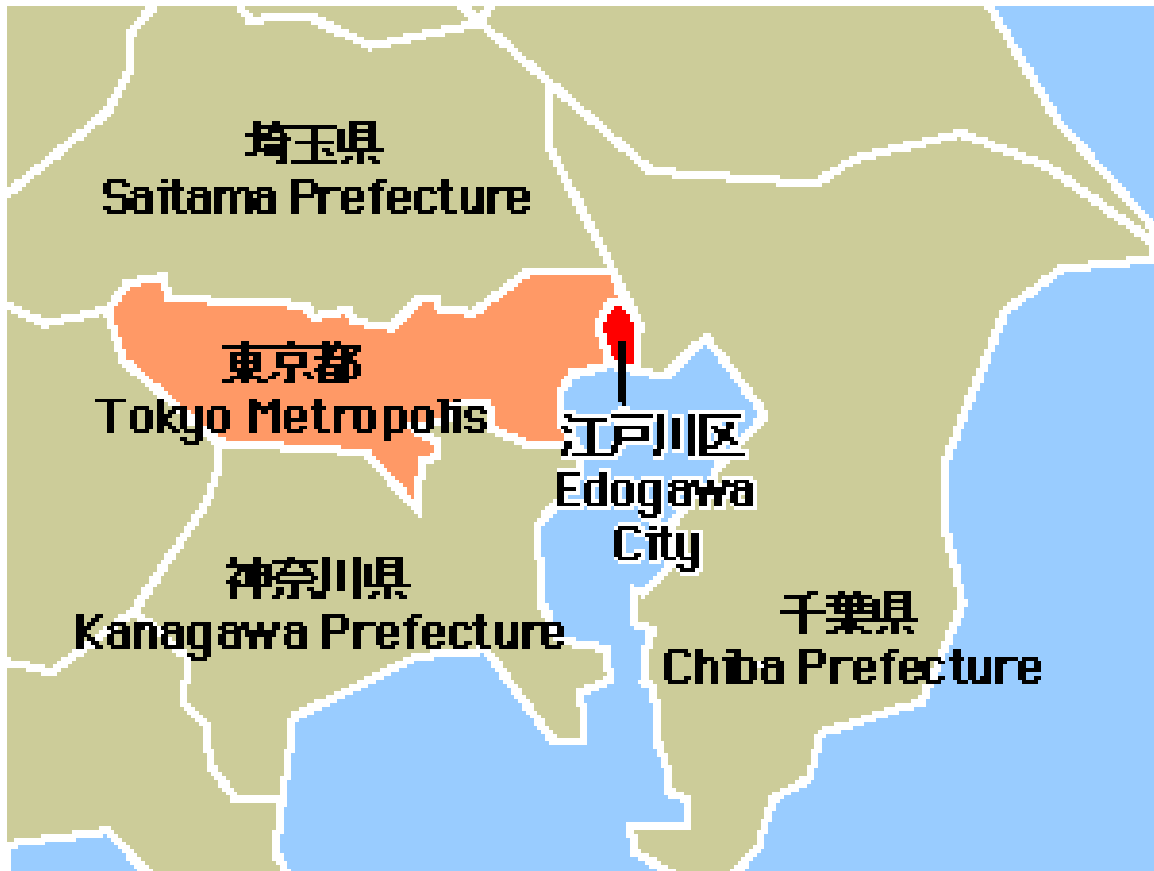 埼玉県
Saitama Prefecture
東京都
Tokyo Metropolis
江戸川区
Edogawa
City
神奈川県
Kanagawa Prefecture
千葉県
Chiba Prefecture